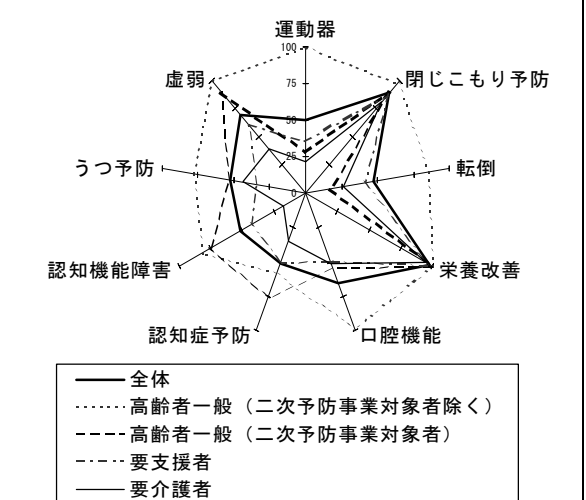 運動器
100
虚弱
閉じこもり予防
75
50
うつ予防
25
転倒
0
認知機能障害
栄養改善
認知症予防
口腔機能
全体
高齢者一般（二次予防事業対象者除く）
高齢者一般（二次予防事業対象者）
要支援者
要介護者